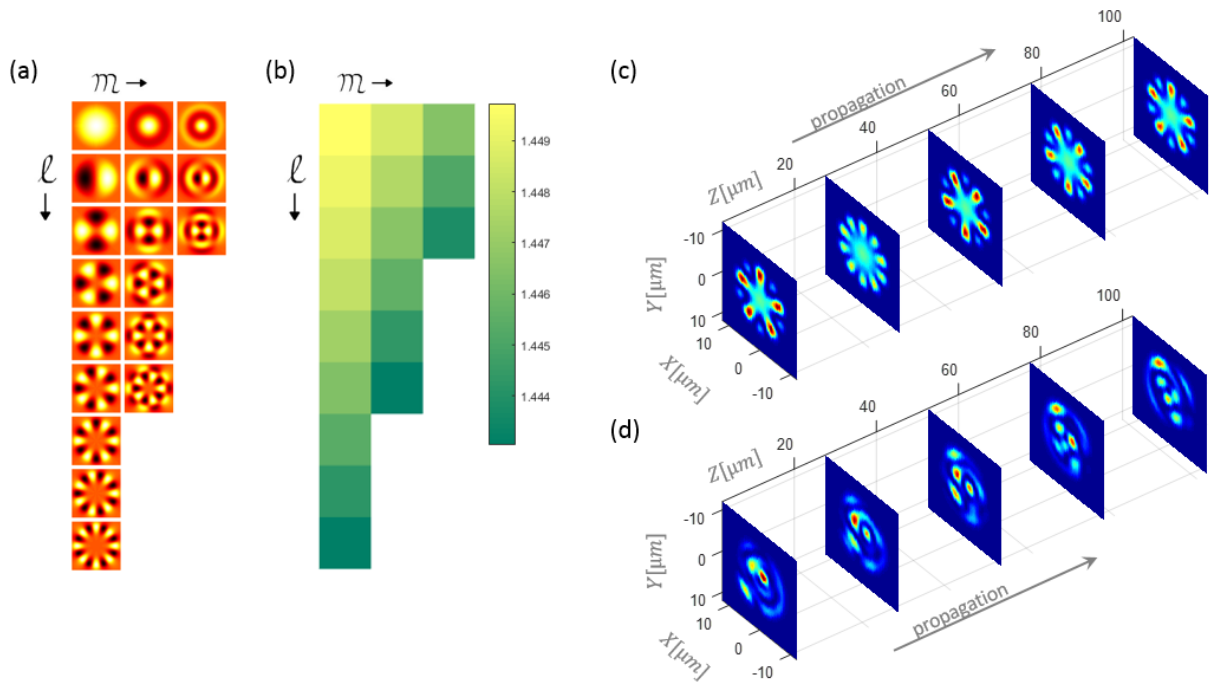 (a)
m →
ℓ
↓
(b)
m →
ℓ
↓
1.449
1.448
1.447
1.446
1.445
1.444
(c)
propagation
20
40
60
80
100
Z[μm]
-10
0
10
Y[μm]
10
0
-10
X[μm]
(d)
propagation
20
40
60
80
100
Z[μm]
-10
0
10
Y[μm]
10
0
-10
X[μm]